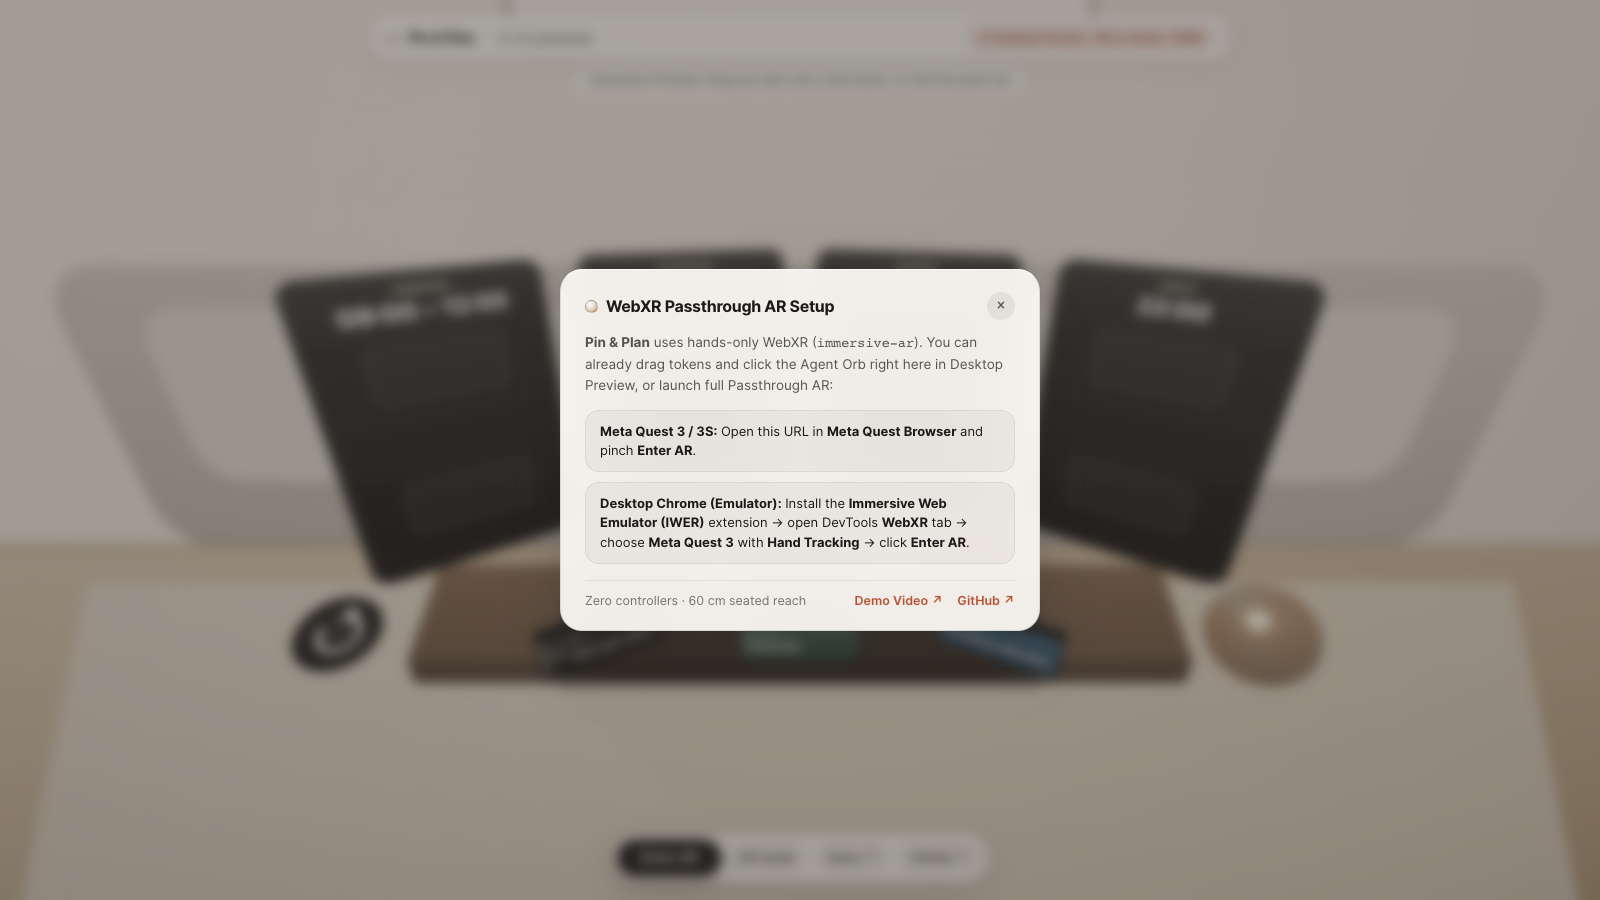 WebXR Passthrough AR Setup
×
Pin & Plan uses hands-only WebXR (immersive-ar). You can
already drag tokens and click the Agent Orb right here in Desktop
Preview, or launch full Passthrough AR:
Meta Quest 3 / 3S: Open this URL in Meta Quest Browser and
pinch Enter AR.
Desktop Chrome (Emulator): Install the Immersive Web
Emulator (IWER) extension → open DevTools WebXR tab →
choose Meta Quest 3 with Hand Tracking → click Enter AR.
Zero controllers · 60 cm seated reach
Demo Video ↗ GitHub ↗